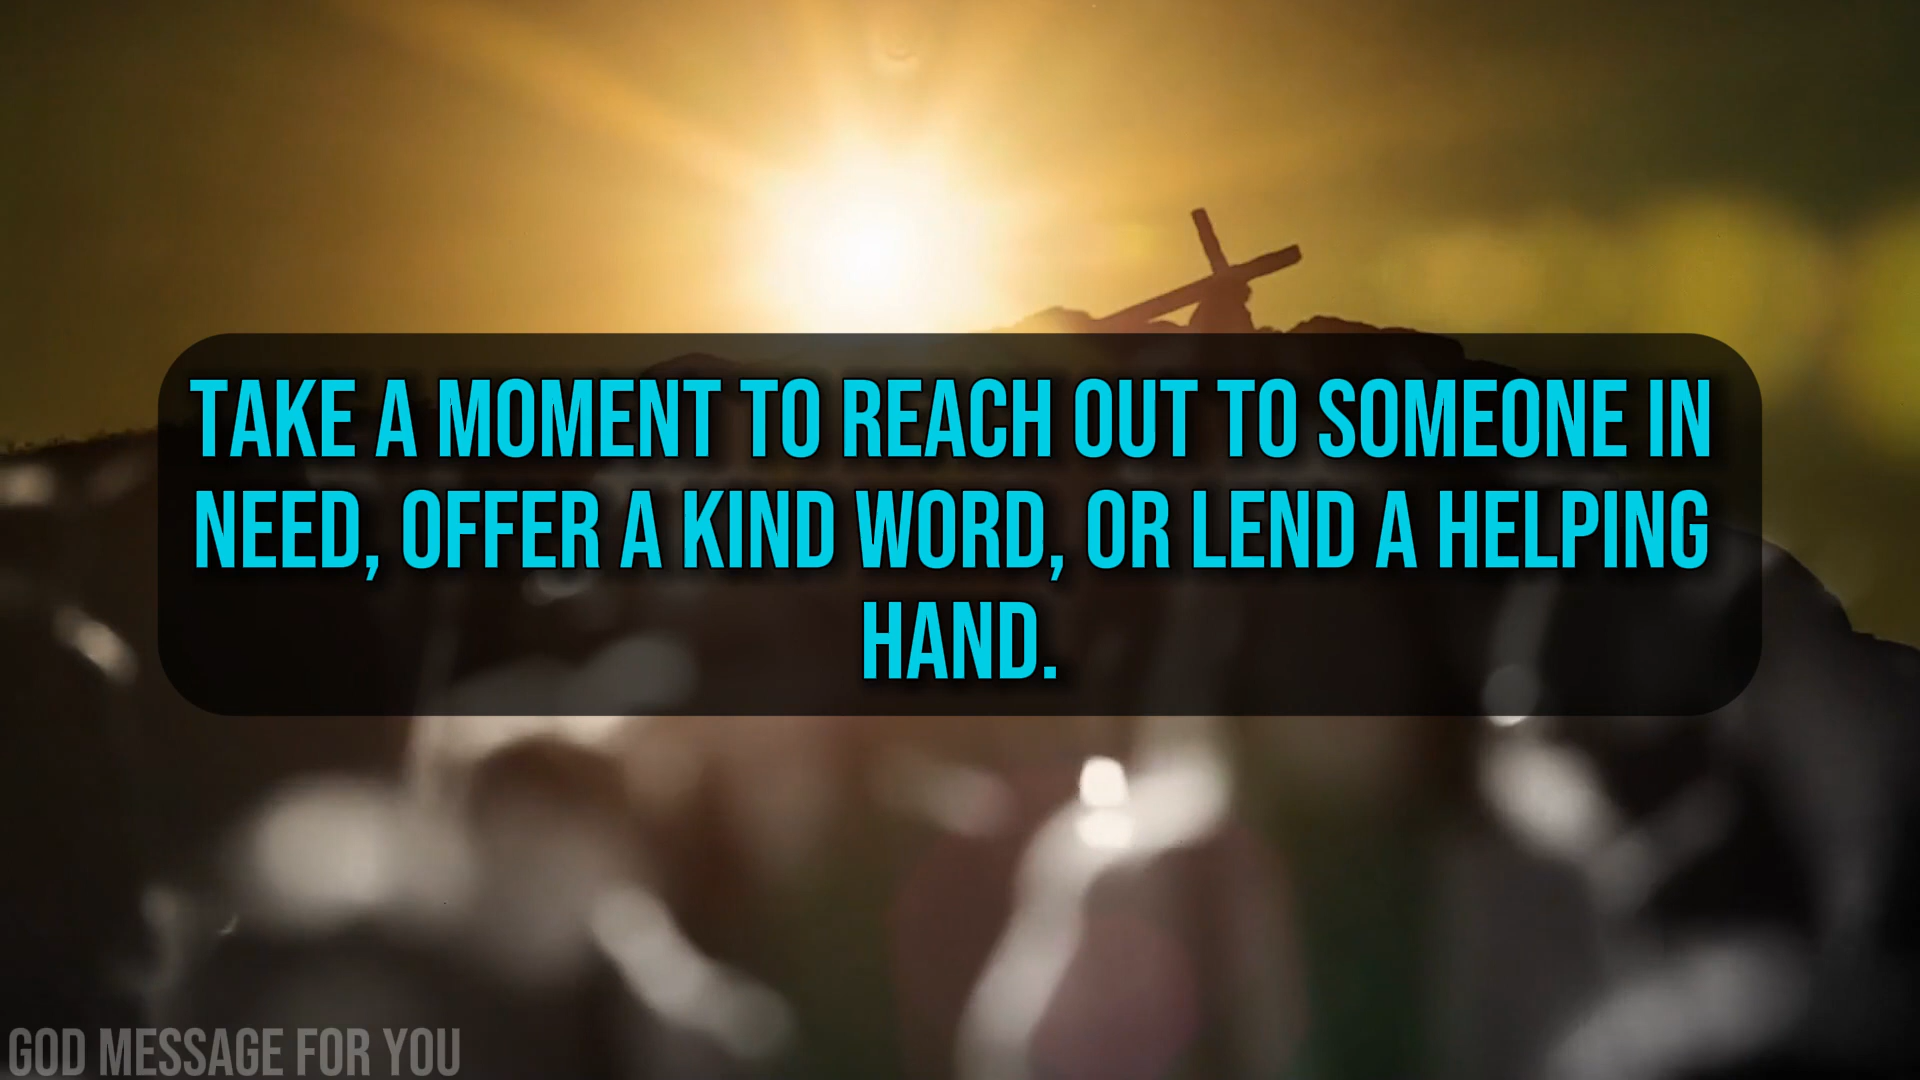 TAKE A MOMENT TO REACH OUT TO SOMEONE IN
NEED, OFFER A KIND WORD, OR LEND A HELPING
HAND.
GOD MESSAGE FOR YOU